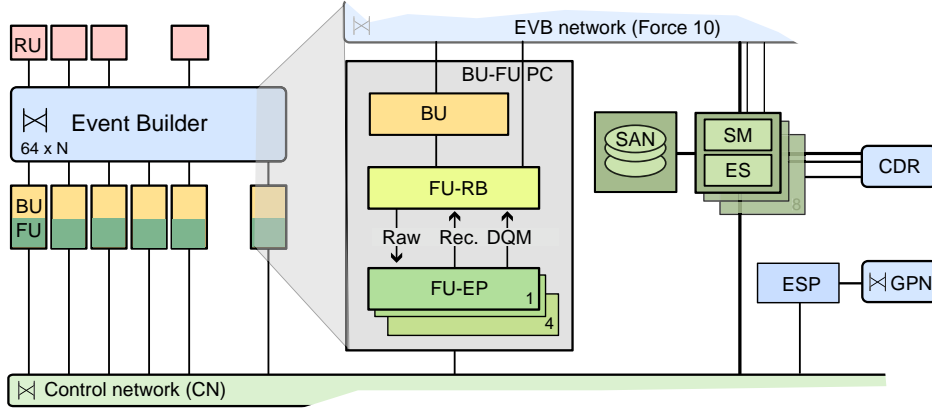 RU
Event Builder
64 x N
BU
FU
EVB network (Force 10)
BU-FU PC
BU
FU-RB
Raw
Rec.
DQM
FU-EP
1
4
SAN
SM
ES
8
CDR
ESP
GPN
Control network (CN)